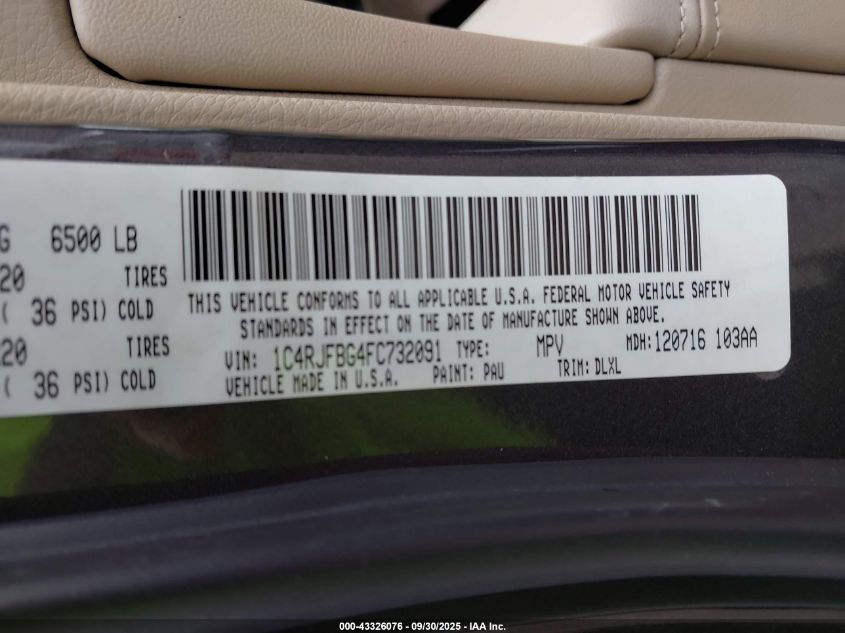 G 6500 LB
20 TIRES
( 36 PSI) COLD
20 TIRES
( 36 PSI) COLD
THIS VEHICLE CONFORMS TO ALL APPLICABLE U.S.A. FEDERAL MOTOR VEHICLE SAFETY
STANDARDS IN EFFECT ON THE DATE OF MANUFACTURE SHOWN ABOVE.
VIN: 1C4RJFBG4FC732091 TYPE: MPV MDH: 120716 103AA
VEHICLE MADE IN U.S.A. PAINT: PAU TRIM: DLXL
000-43326076 - 09/30/2025 - IAA Inc.